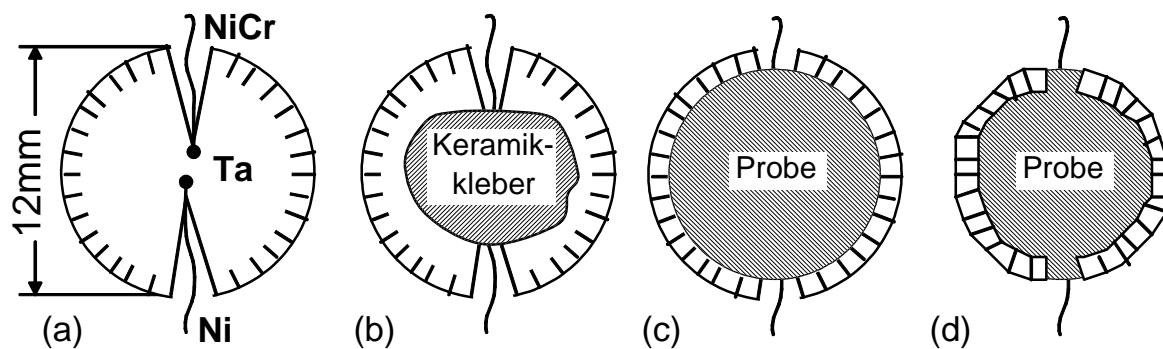 NiCr
12mm
Ta
Ni
(a)
Keramik-
kleber
(b)
Probe
(c)
Probe
(d)